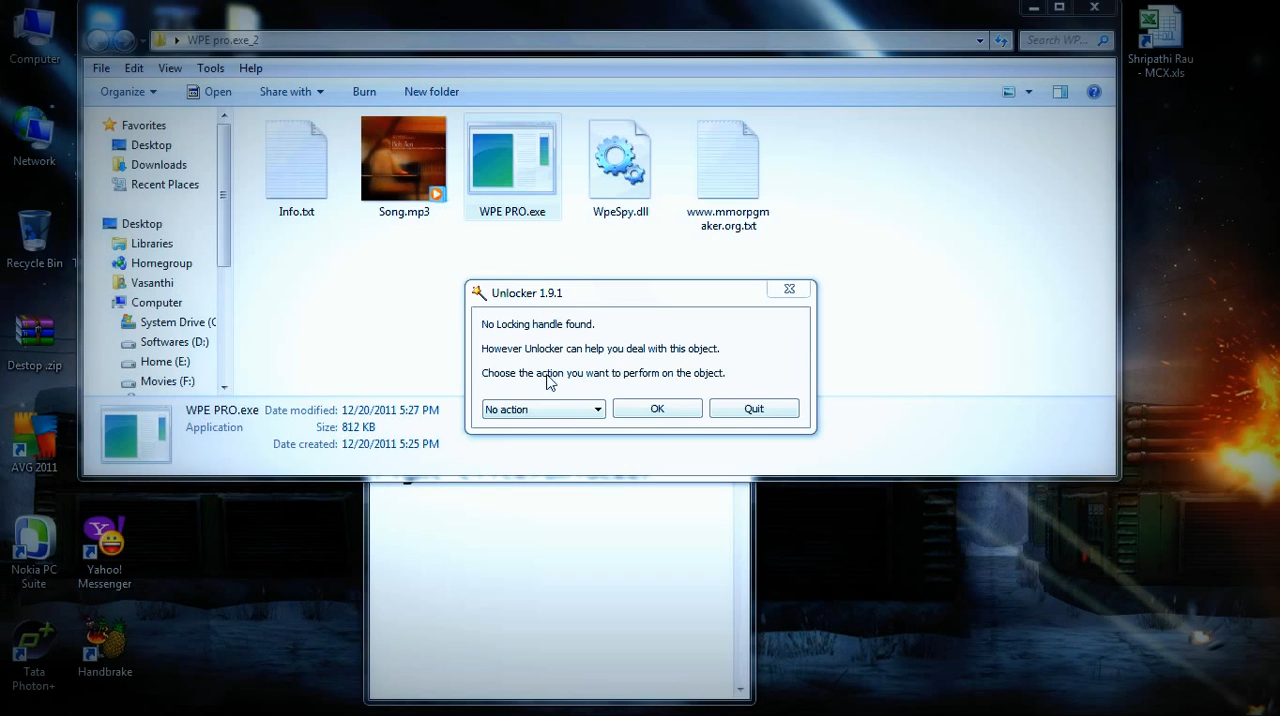 WPE pro.exe_2
Search WP...
File Edit View Tools Help
Organize Open Share with Burn New folder
Favorites
Desktop
Downloads
Recent Places
Desktop
Libraries
Homegroup
Vasanthi
Computer
System Drive (C
Softwares (D:)
Home (E:)
Movies (F:)
Info.txt
Song.mp3
WPE PRO.exe
WpeSpy.dll
www.mmorpgm
aker.org.txt
Unlocker 1.9.1
No Locking handle found.
However Unlocker can help you deal with this object.
Choose the action you want to perform on the object.
No action OK Quit
WPE PRO.exe Date modified: 12/20/2011 5:27 PM
Application Size: 812 KB
Date created: 12/20/2011 5:25 PM
Computer
Network
Recycle Bin
Destop .zip
AVG 2011
Nokia PC
Suite
Yahoo!
Messenger
Tata
Photon+
Handbrake
Shripathi Rau
- MCX.xls